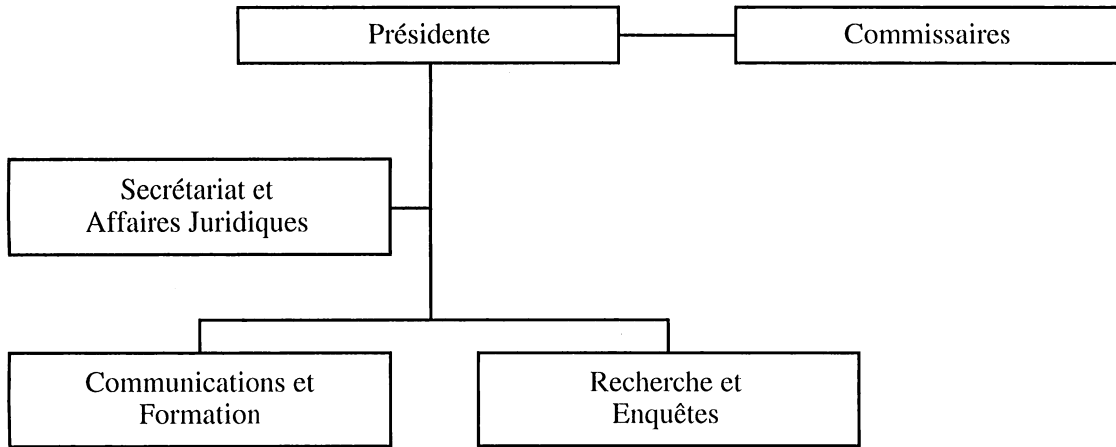 Présidente
Commissaires
Secrétariat et
Affaires Juridiques
Communications et
Formation
Recherche et
Enquêtes